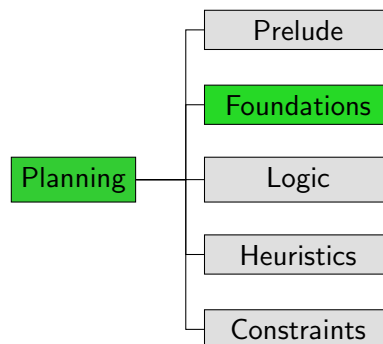 Prelude
Foundations
Planning
Logic
Heuristics
Constraints